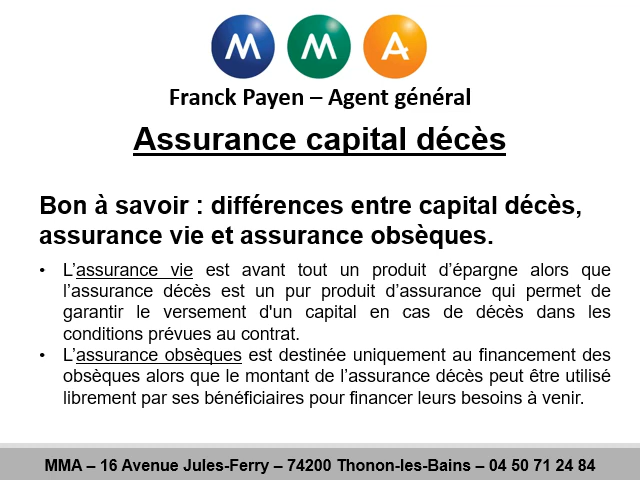 M M A
Franck Payen – Agent général
Assurance capital décès
Bon à savoir : différences entre capital décès,
assurance vie et assurance obsèques.
• L’assurance vie est avant tout un produit d’épargne alors que
l’assurance décès est un pur produit d’assurance qui permet de
garantir le versement d'un capital en cas de décès dans les
conditions prévues au contrat.
• L’assurance obsèques est destinée uniquement au financement des
obsèques alors que le montant de l’assurance décès peut être utilisé
librement par ses bénéficiaires pour financer leurs besoins à venir.
MMA – 16 Avenue Jules-Ferry – 74200 Thonon-les-Bains – 04 50 71 24 84